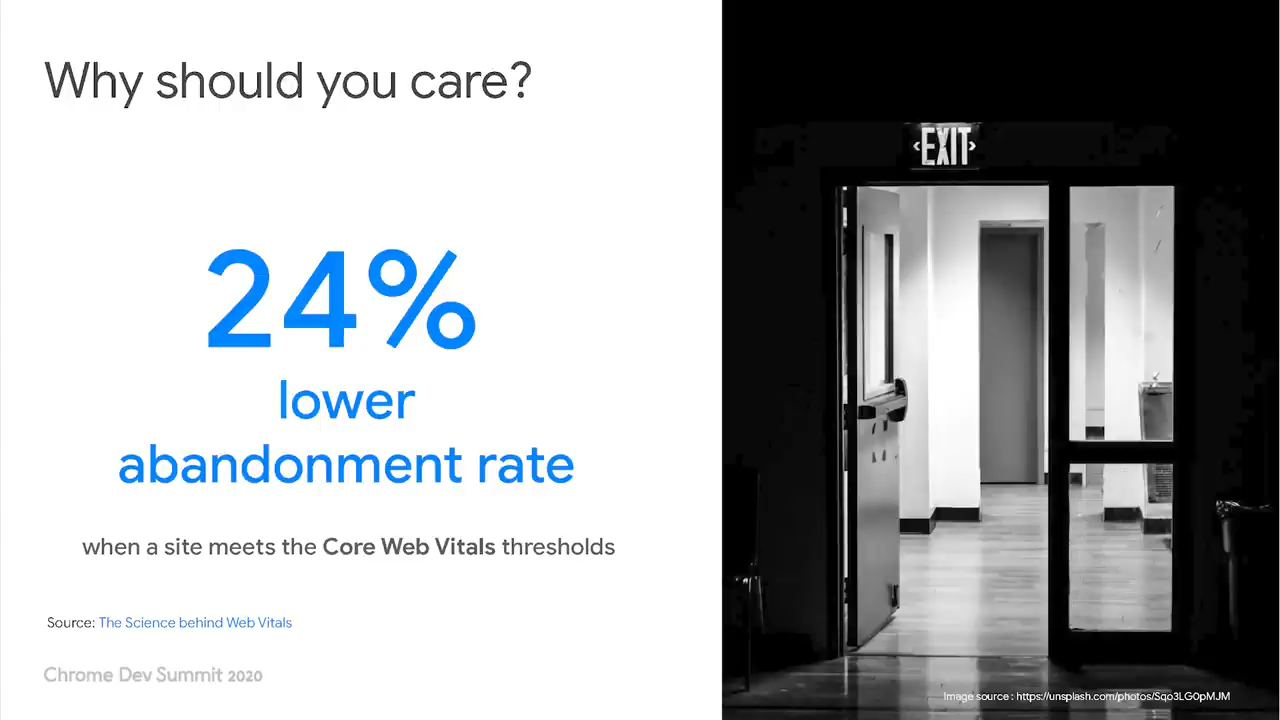 Why should you care?
24%
lower
abandonment rate
when a site meets the Core Web Vitals thresholds
Source: The Science behind Web Vitals
Chrome Dev Summit 2020
‹EXIT›
Image source : https://unsplash.com/photos/Sqo3LG0pMJM